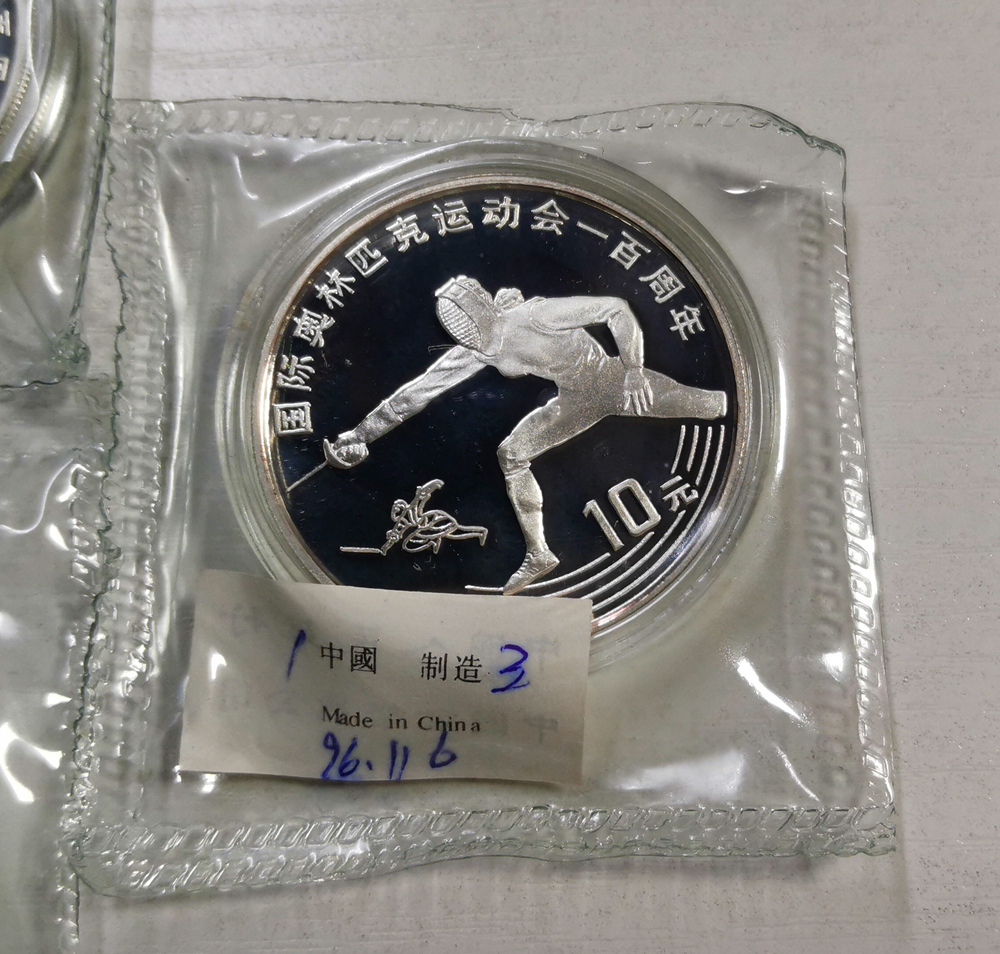 国际奥林匹克运动会一百周年
10元
1 中國 制造 3
Made in China
96.11 6